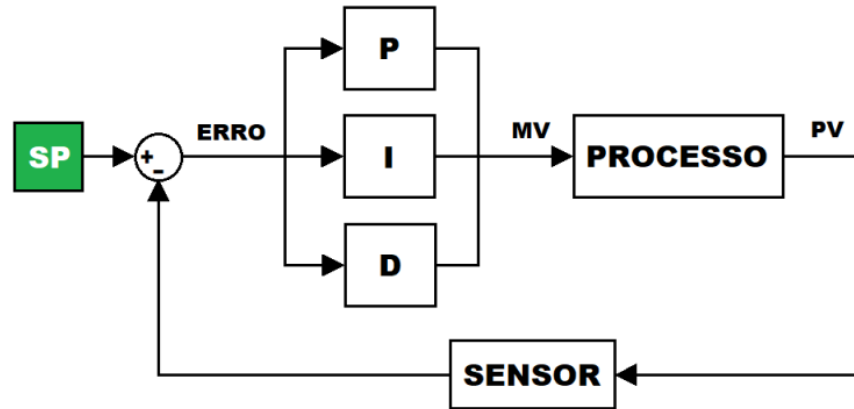 P
ERRO
MV
PV
SP
+
-
I
PROCESSO
D
SENSOR